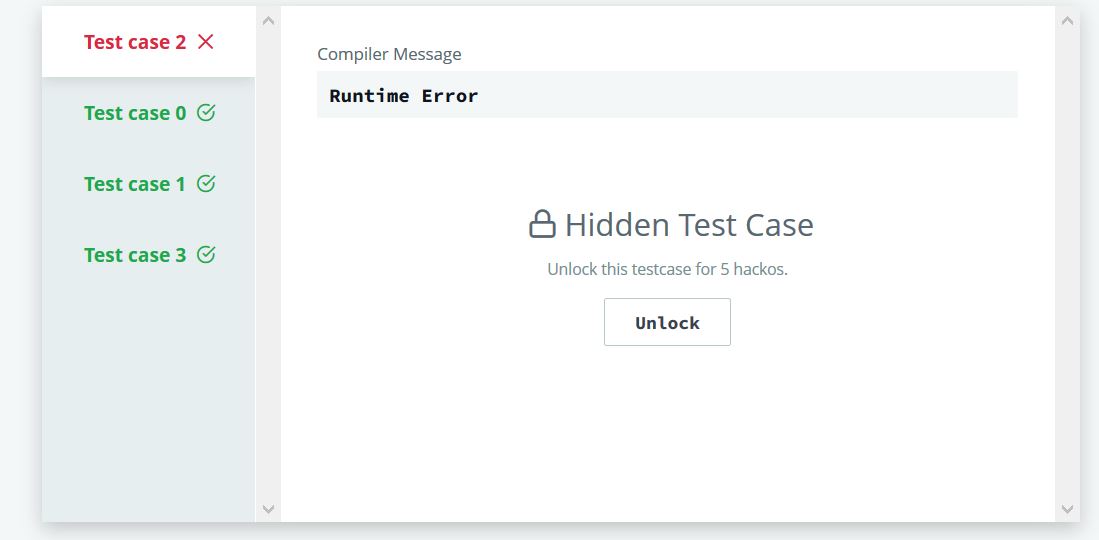 Test case 2
Test case 0
Test case 1
Test case 3
Compiler Message
Runtime Error
Hidden Test Case
Unlock this testcase for 5 hackos.
Unlock